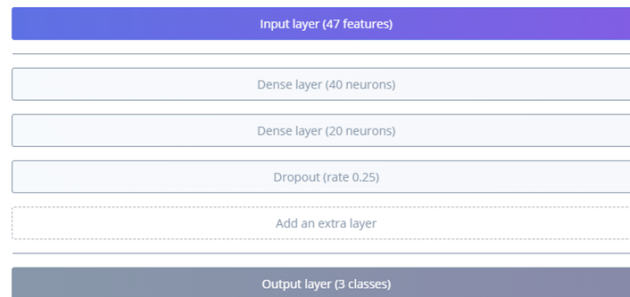 Input layer (47 features)
Dense layer (40 neurons)
Dense layer (20 neurons)
Dropout (rate 0.25)
Add an extra layer
Output layer (3 classes)